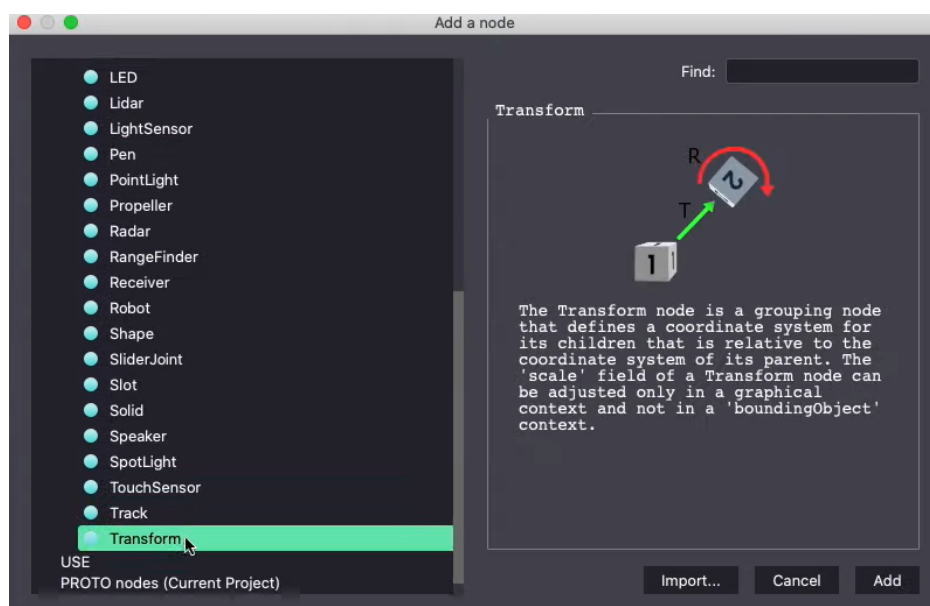 Add a node
LED
Lidar
LightSensor
Pen
PointLight
Propeller
Radar
RangeFinder
Receiver
Robot
Shape
SliderJoint
Slot
Solid
Speaker
SpotLight
TouchSensor
Track
Transform
USE
PROTO nodes (Current Project)
Find:
Transform
R
2
T
1
1
The Transform node is a grouping node
that defines a coordinate system for
its children that is relative to the
coordinate system of its parent. The
'scale' field of a Transform node can
be adjusted only in a graphical
context and not in a 'boundingObject'
context.
Import...
Cancel
Add